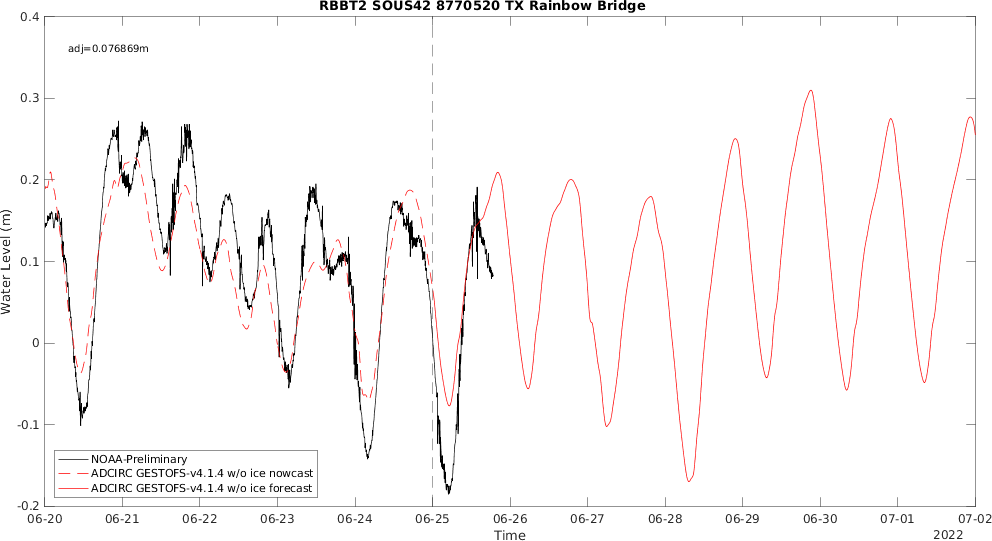 RBBT2 SOUS42 8770520 TX Rainbow Bridge
adj=0.076869m
Water Level (m)
0.4
0.3
0.2
0.1
0
-0.1
-0.2
NOAA-Preliminary
ADCIRC GESTOFS-v4.1.4 w/o ice nowcast
ADCIRC GESTOFS-v4.1.4 w/o ice forecast
06-20 06-21 06-22 06-23 06-24 06-25 06-26 06-27 06-28 06-29 06-30 07-01 07-02
Time
2022